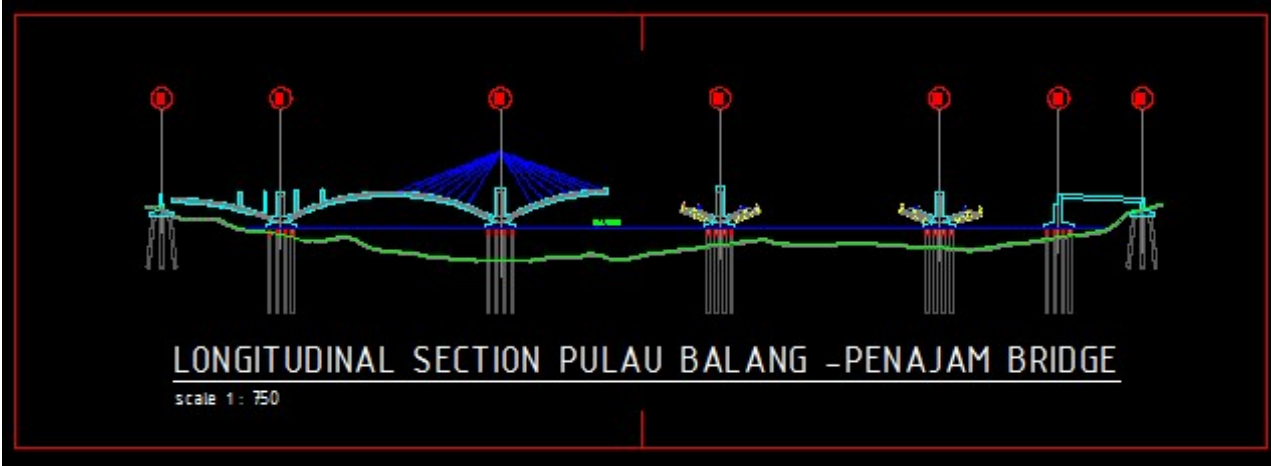 LONGITUDINAL SECTION PULAU BALANG -PENAJAM BRIDGE
scale 1 : 750